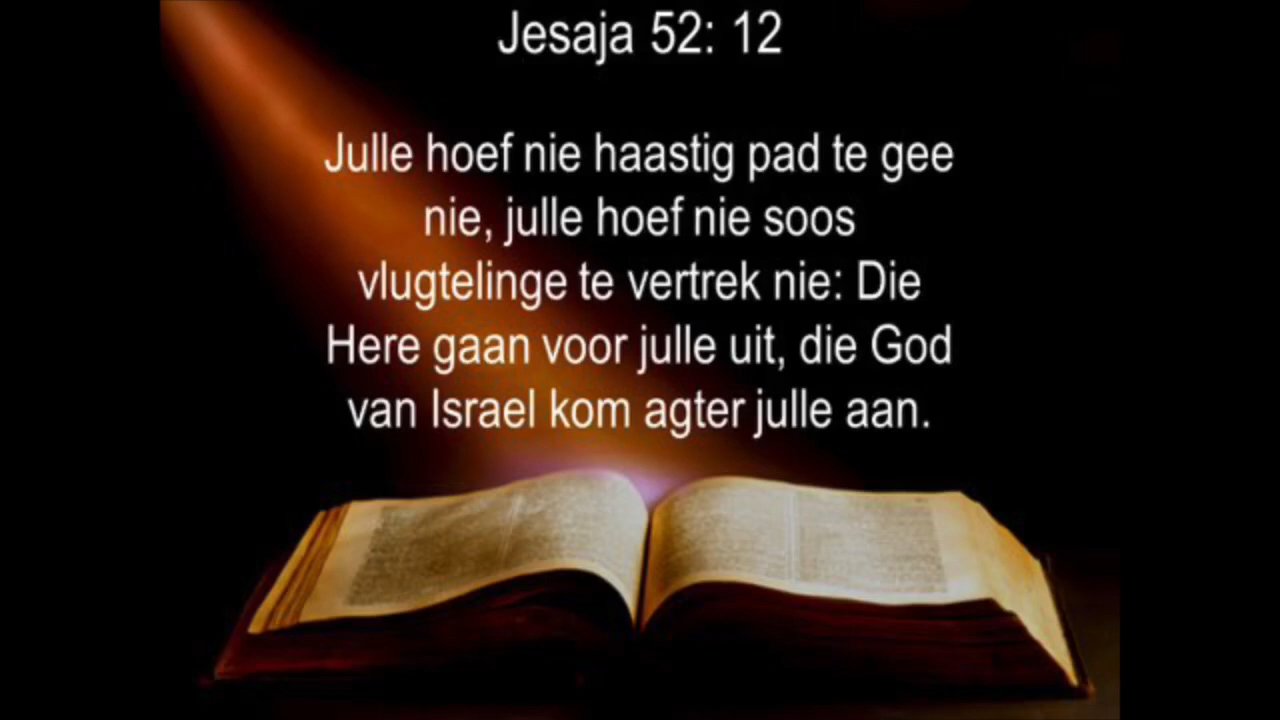 Jesaja 52: 12
Julle hoef nie haastig pad te gee
nie, julle hoef nie soos
vlugtelinge te vertrek nie: Die
Here gaan voor julle uit, die God
van Israel kom agter julle aan.